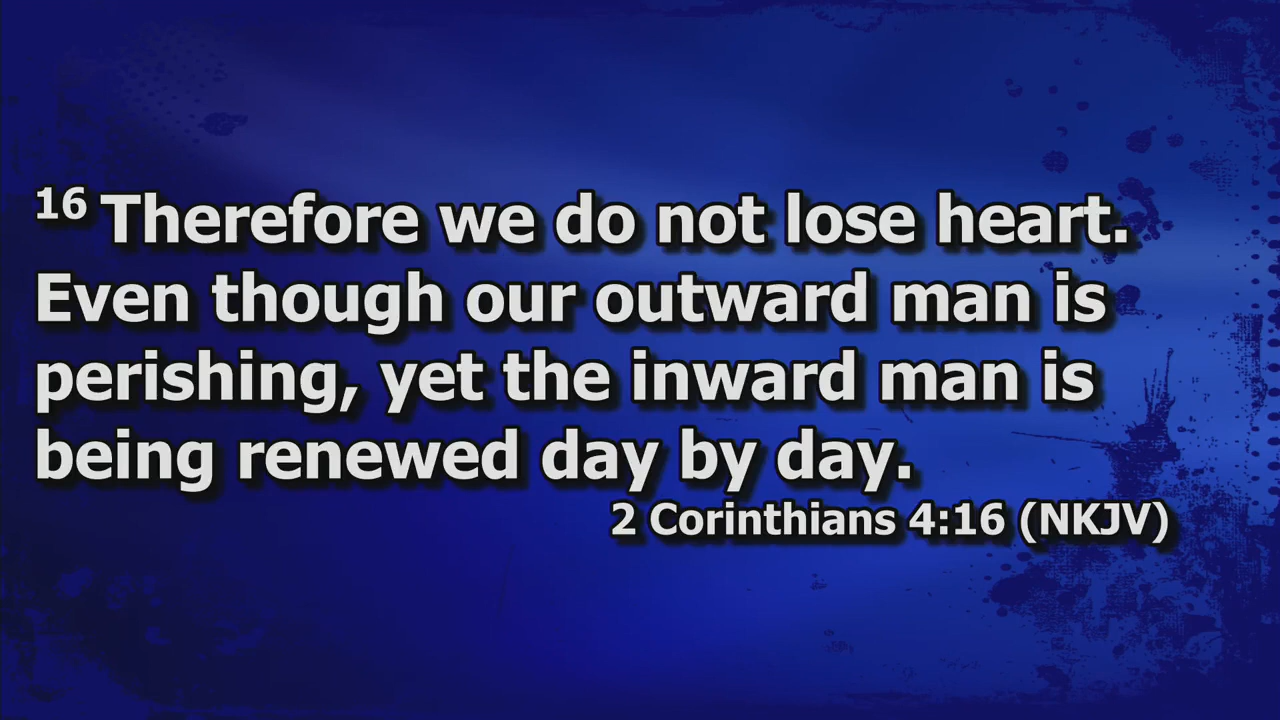 16 Therefore we do not lose heart.
Even though our outward man is
perishing, yet the inward man is
being renewed day by day.
2 Corinthians 4:16 (NKJV)